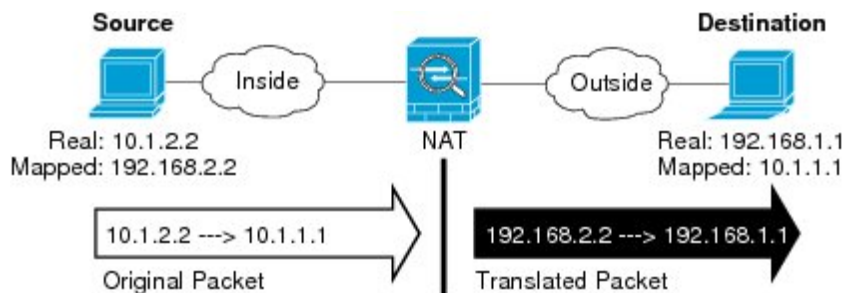 Source
Destination
Inside
Outside
NAT
Real: 10.1.2.2
Mapped: 192.168.2.2
Real: 192.168.1.1
Mapped: 10.1.1.1
10.1.2.2 ---> 10.1.1.1
192.168.2.2 ---> 192.168.1.1
Original Packet
Translated Packet